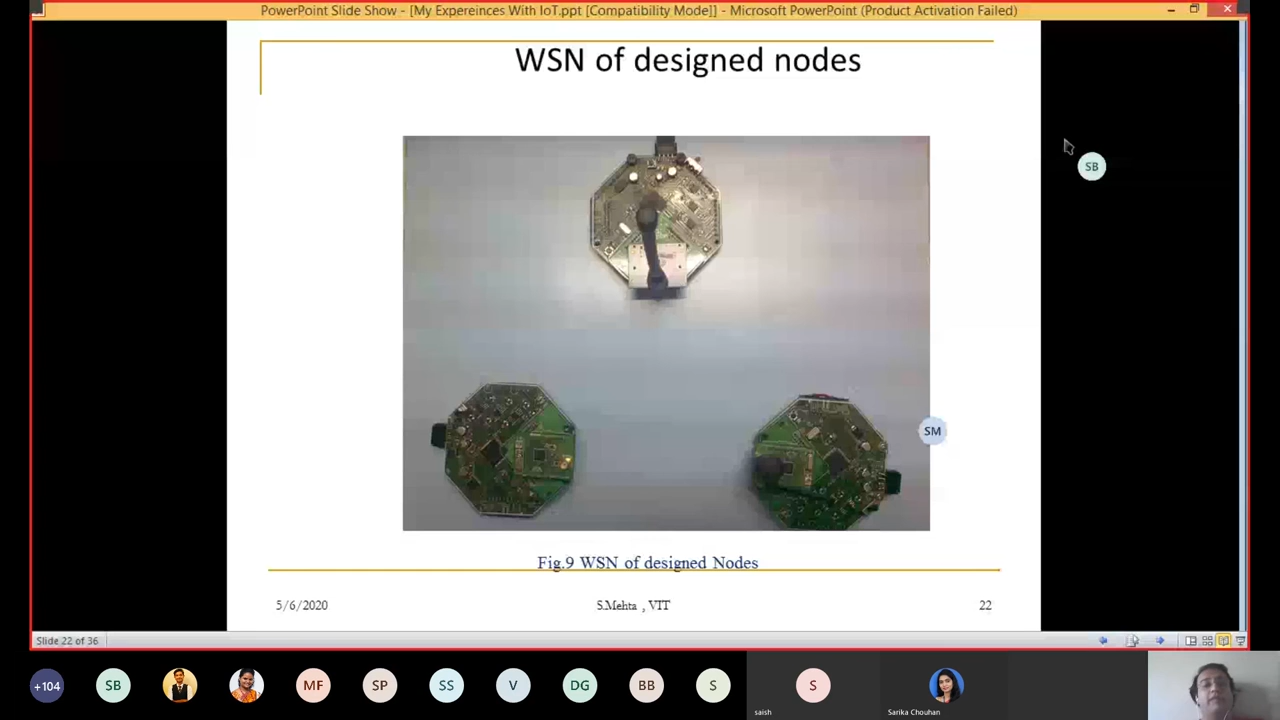 PowerPoint Slide Show - [My Expereinces With IoT.ppt [Compatibility Mode]] - Microsoft PowerPoint (Product Activation Failed)
WSN of designed nodes
SB
SM
Fig.9 WSN of designed Nodes
5/6/2020
S.Mehta , VIT
22
Slide 22 of 36
+104
SB
MF
SP
SS
V
DG
BB
S
S
saish
Sarika Chouhan